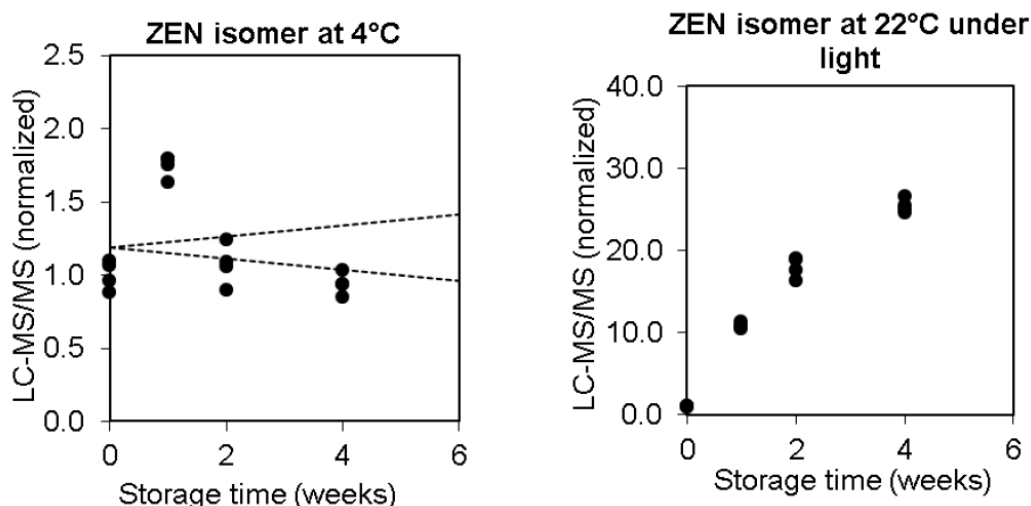 ZEN isomer at 4°C
2.5
2.0
1.5
1.0
0.5
0.0
LC-MS/MS (normalized)
0 2 4 6
Storage time (weeks)
ZEN isomer at 22°C under
light
40.0
30.0
20.0
10.0
0.0
LC-MS/MS (normalized)
0 2 4 6
Storage time (weeks)